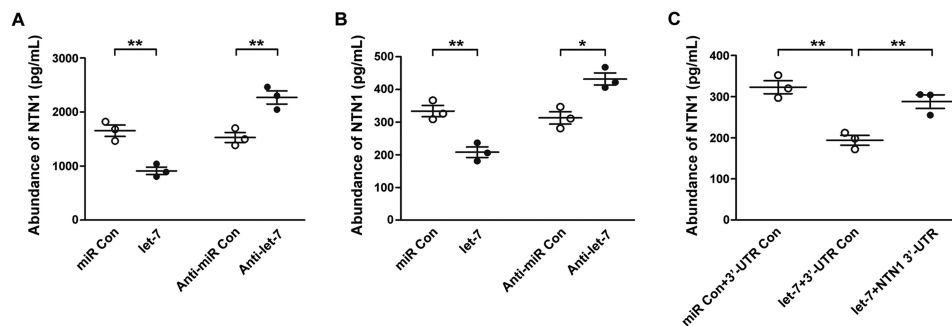 A
Abundance of NTN1 (pg/mL)
3000
2000
1000
0
**
**
miR Con
let-7
Anti-miR Con
Anti-let-7
B
Abundance of NTN1 (pg/mL)
500
400
300
200
100
0
**
*
miR Con
let-7
Anti-miR Con
Anti-let-7
C
Abundance of NTN1 (pg/mL)
400
300
200
100
0
**
**
miR Con+3'-UTR Con
let-7+3'-UTR Con
let-7+NTN1 3'-UTR